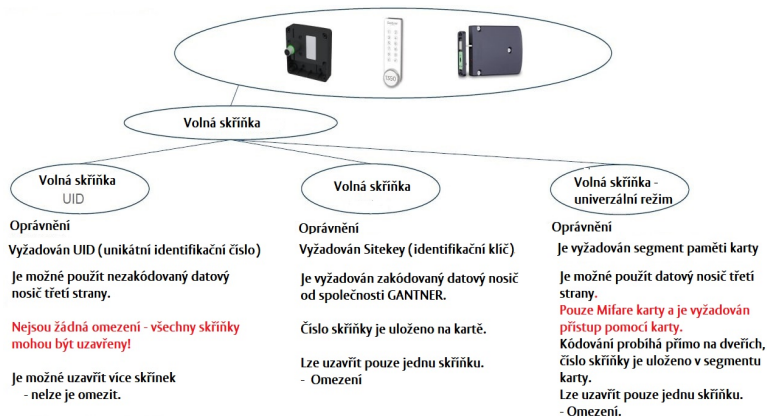 Volná skříňka
Volná skříňka
UID
Oprávnění
Vyžadován UID (unikátní identifikační číslo)
Je možné použít nezakódovaný datový
nosič třetí strany.
Nejsou žádná omezení - všechny skříňky
mohou být uzavřeny!
Je možné uzavřít více skřínek
- nelze je omezit.
Volná skříňka
Oprávnění
Vyžadován Sitekey (identifikační klíč)
Je vyžadován zakódovaný datový nosič
od společnosti GANTNER.
Číslo skříňky je uloženo na kartě.
Lze uzavřít pouze jednu skříňku.
- Omezení
Volná skříňka -
univerzální režim
Oprávnění
Je vyžadován segment paměti karty
Je možné použít datový nosič třetí
strany.
Pouze Mifare karty a je vyžadován
přístup pomocí karty.
Kódování probíhá přímo na dveřích,
číslo skříňky je uloženo v segmentu
karty.
Lze uzavřít pouze jednu skříňku.
- Omezení.